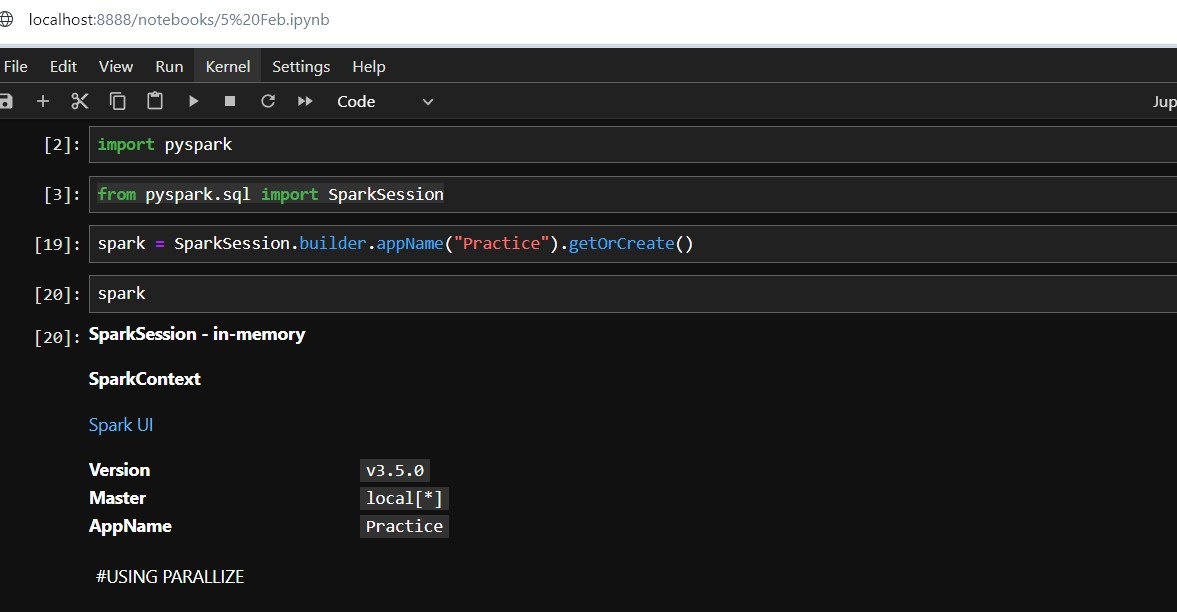 localhost:8888/notebooks/5%20Feb.ipynb
File Edit View Run Kernel Settings Help
Code
Jup
[2]: import pyspark
[3]: from pyspark.sql import SparkSession
[19]: spark = SparkSession.builder.appName("Practice").getOrCreate()
[20]: spark
[20]: SparkSession - in-memory
SparkContext
Spark UI
Version v3.5.0
Master local[*]
AppName Practice
#USING PARALLIZE